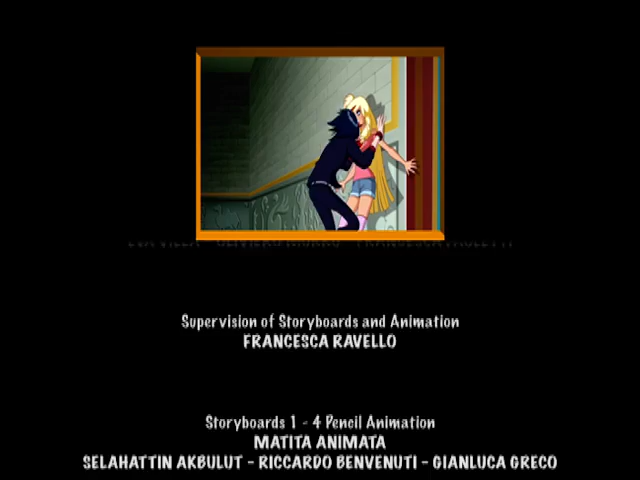 Supervision of Storyboards and Animation
FRANCESCA RAVELLO
Storyboards 1 - 4 Pencil Animation
MATITA ANIMATA
SELAHATTIN AKBULUT - RICCARDO BENVENUTI - GIANLUCA GRECO